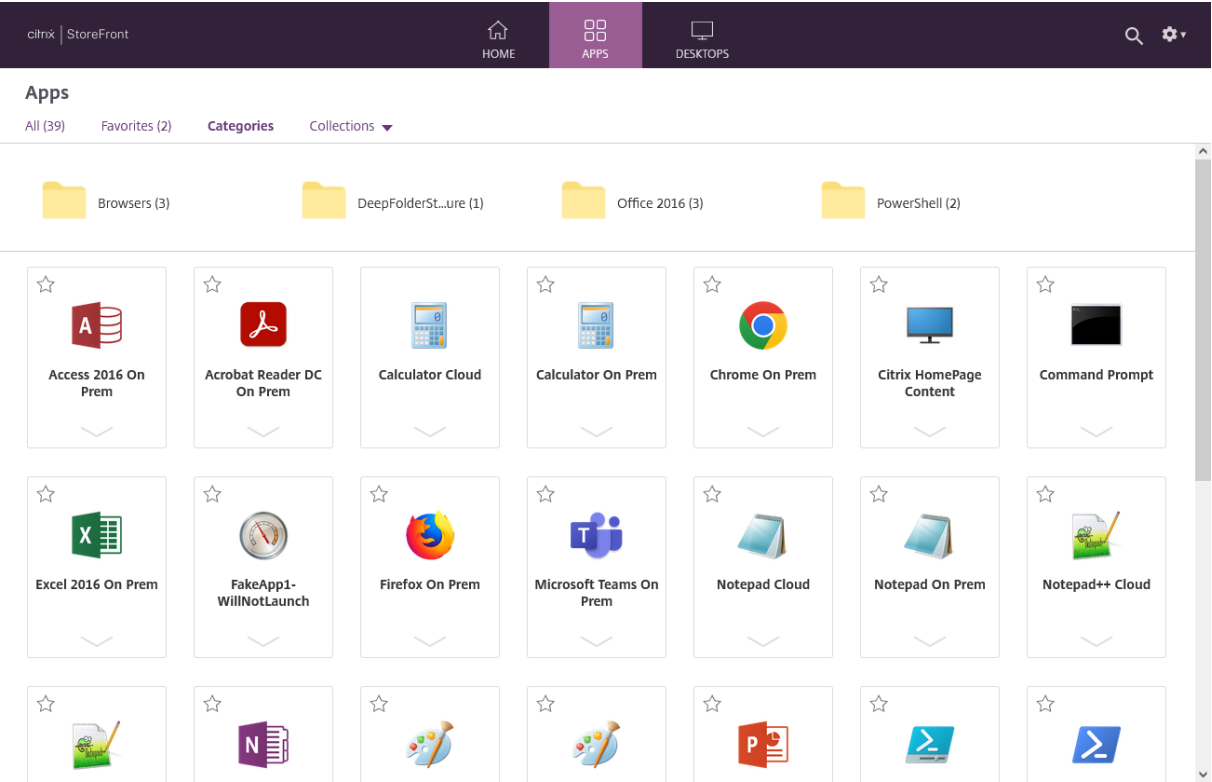 citrix | StoreFront
HOME
APPS
DESKTOPS
Apps
All (39)
Favorites (2)
Categories
Collections
Browsers (3)
DeepFolderSt...ure (1)
Office 2016 (3)
PowerShell (2)
Access 2016 On
Prem
Acrobat Reader DC
On Prem
Calculator Cloud
Calculator On Prem
Chrome On Prem
Citrix HomePage
Content
Command Prompt
Excel 2016 On Prem
FakeApp1-
WillNotLaunch
Firefox On Prem
Microsoft Teams On
Prem
Notepad Cloud
Notepad On Prem
Notepad++ Cloud